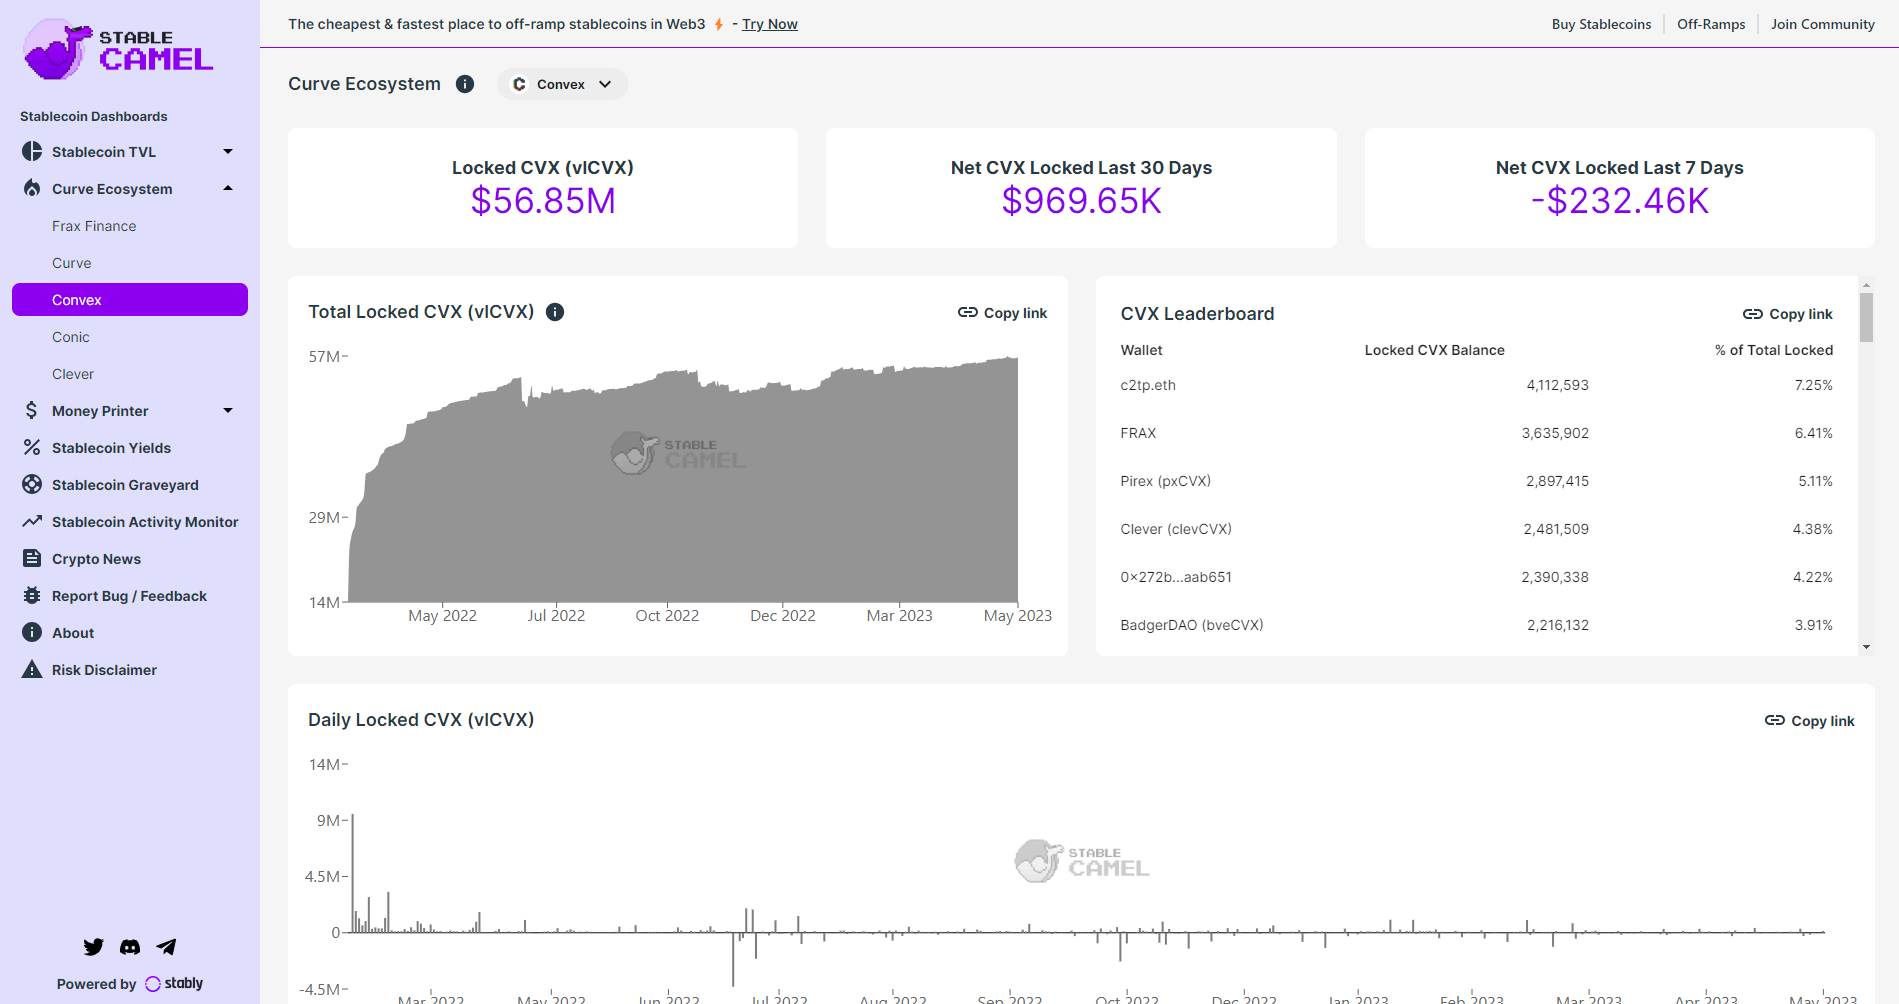 STABLE
CAMEL
Stablecoin Dashboards
Stablecoin TVL
Curve Ecosystem
Frax Finance
Curve
Convex
Conic
Clever
Money Printer
Stablecoin Yields
Stablecoin Graveyard
Stablecoin Activity Monitor
Crypto News
Report Bug / Feedback
About
Risk Disclaimer
Powered by stably
The cheapest & fastest place to off-ramp stablecoins in Web3 ⚡ - Try Now
Buy Stablecoins Off-Ramps Join Community
Curve Ecosystem Convex
Locked CVX (vlCVX)
$56.85M
Net CVX Locked Last 30 Days
$969.65K
Net CVX Locked Last 7 Days
-$232.46K
Total Locked CVX (vlCVX) Copy link
57M
29M
14M
STABLE
CAMEL
May 2022 Jul 2022 Oct 2022 Dec 2022 Mar 2023 May 2023
CVX Leaderboard Copy link
Wallet Locked CVX Balance % of Total Locked
c2tp.eth 4,112,593 7.25%
FRAX 3,635,902 6.41%
Pirex (pxCVX) 2,897,415 5.11%
Clever (clevCVX) 2,481,509 4.38%
0x272b...aab651 2,390,338 4.22%
BadgerDAO (bveCVX) 2,216,132 3.91%
Daily Locked CVX (vlCVX) Copy link
14M
9M
4.5M
0
-4.5M
STABLE
CAMEL
Mar 2022 May 2022 Jun 2022 Jul 2022 Aug 2022 Sep 2022 Oct 2022 Dec 2022 Jan 2023 Feb 2023 Mar 2023 Apr 2023 May 2023